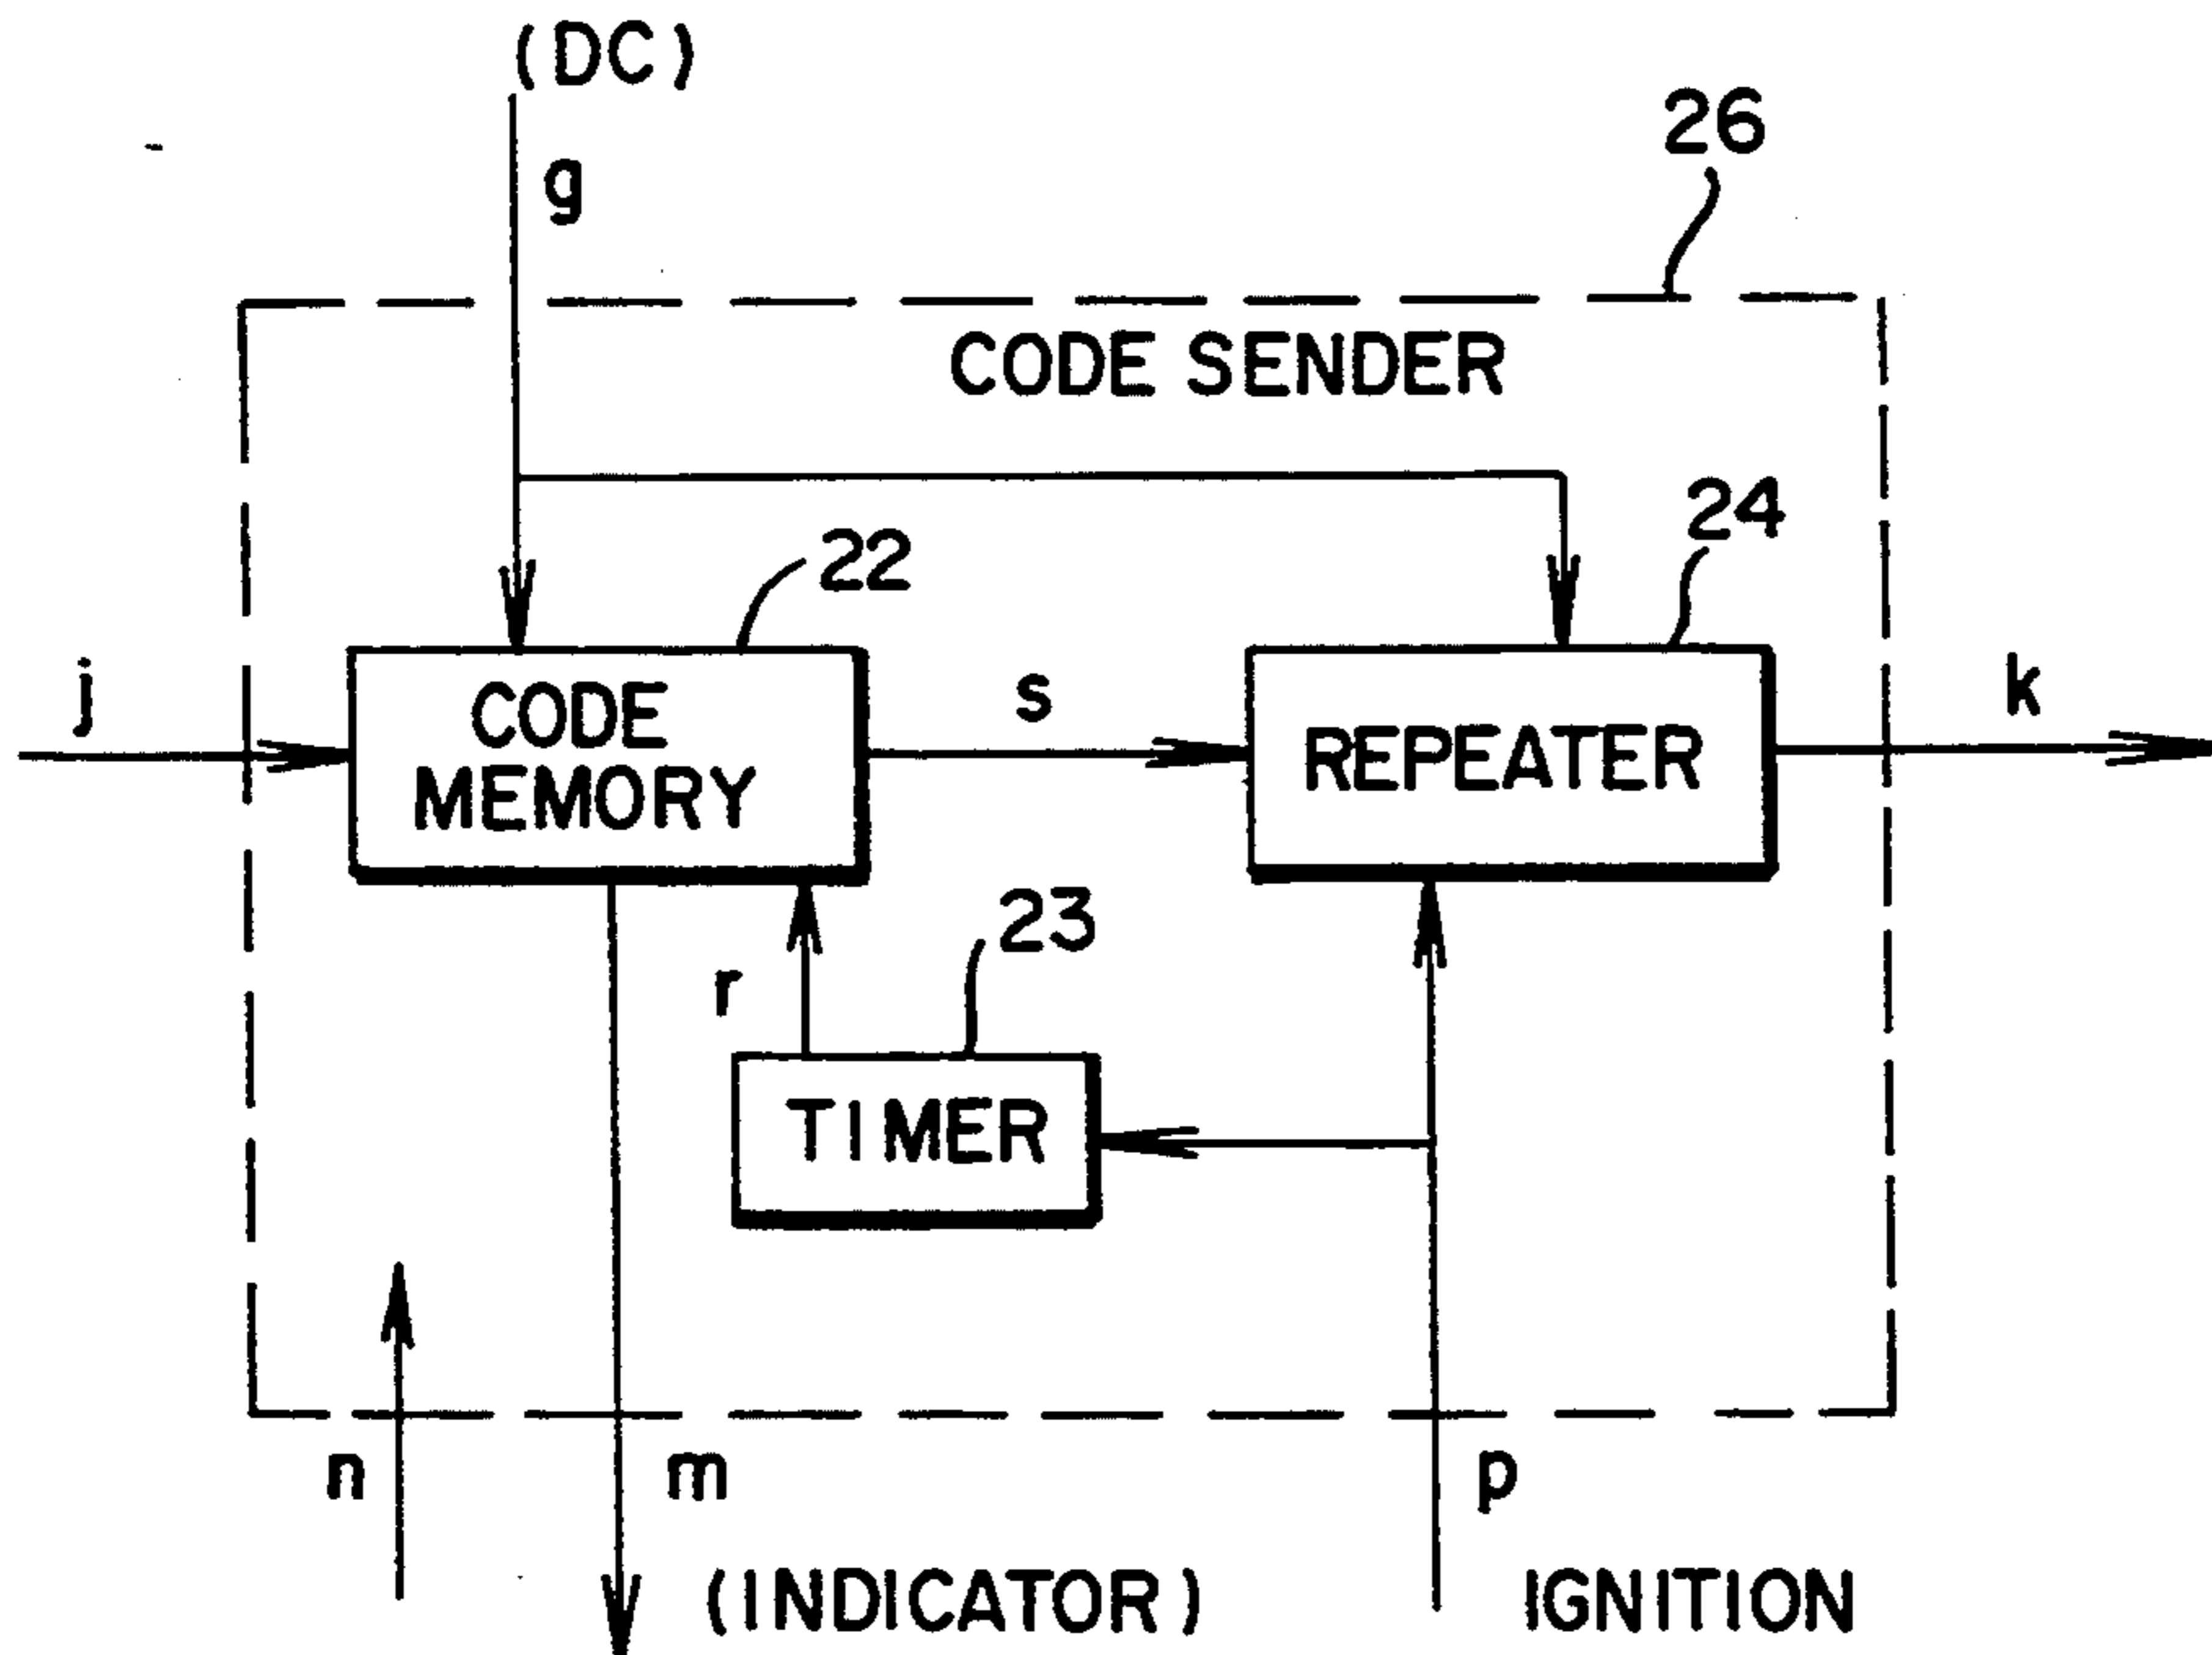 (DC)
g
26
CODE SENDER
22
24
j
CODE
MEMORY
s
REPEATER
k
r
23
TIMER
n
m
p
(INDICATOR)
IGNITION